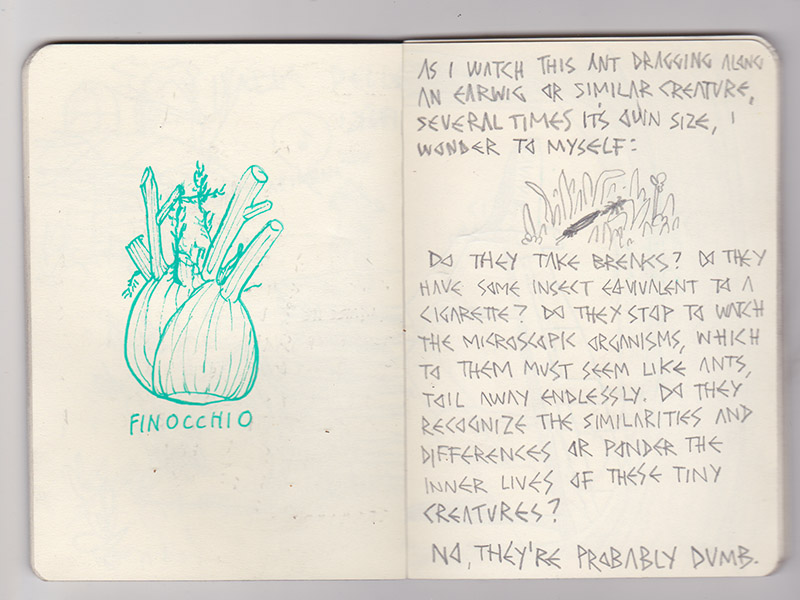 FINOCCHIO
AS I WATCH THIS ANT DRAGGING ALONG
AN EARWIG OR SIMILAR CREATURE,
SEVERAL TIMES IT'S OWN SIZE, I
WONDER TO MYSELF:
DO THEY TAKE BREAKS? DO THEY
HAVE SOME INSECT EQUIVALENT TO A
CIGARETTE? DO THEY STOP TO WATCH
THE MICROSCOPIC ORGANISMS, WHICH
TO THEM MUST SEEM LIKE ANTS,
TOIL AWAY ENDLESSLY. DO THEY
RECOGNIZE THE SIMILARITIES AND
DIFFERENCES OR PONDER THE
INNER LIVES OF THESE TINY
CREATURES?
NO, THEY'RE PROBABLY DUMB.